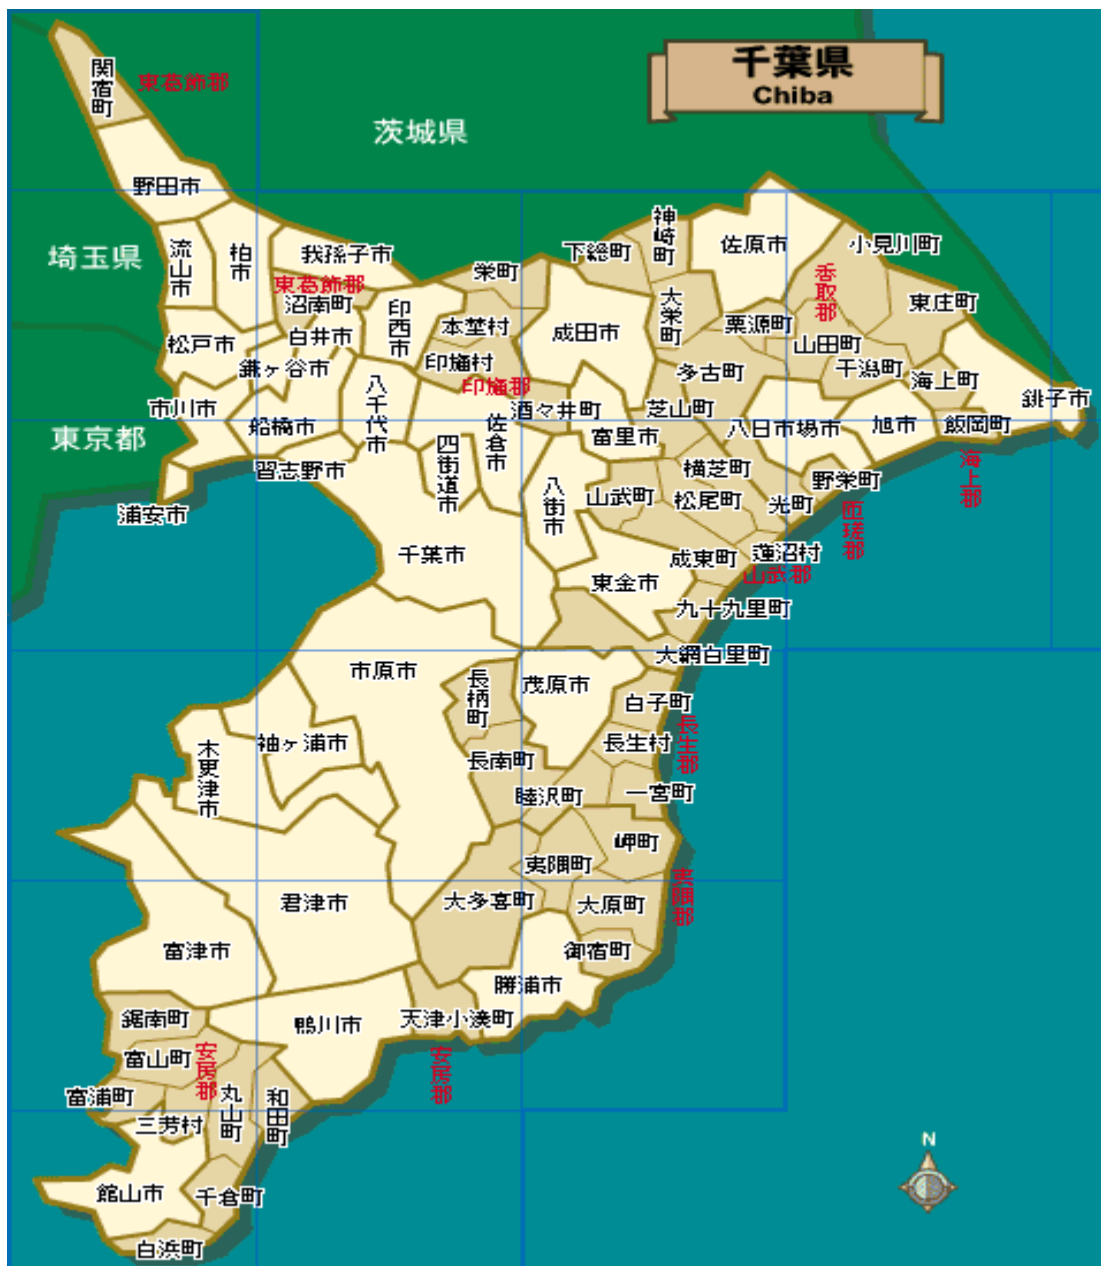 千葉県
Chiba
関宿町
東葛飾郡
茨城県
野田市
埼玉県
流山市
柏市
我孫子市
東葛飾郡
沼南町
栄町
下総町
神崎町
佐原市
小見川町
香取郡
東庄町
大栄町
栗源町
山田町
干潟町
海上町
銚子市
松戸市
白井市
印西市
本埜村
成田市
鎌ヶ谷市
印旛村
印旛郡
多古町
市川市
八千代市
酒々井町
芝山町
八日市場市
旭市
飯岡町
東京都
船橋市
佐倉市
富里市
習志野市
四街道市
横芝町
野栄町
海上郡
浦安市
八街市
山武町
松尾町
光町
匝瑳郡
千葉市
成東町
蓮沼村
山武郡
東金市
九十九里町
大網白里町
市原市
長柄町
茂原市
白子町
袖ヶ浦市
長生村
長生郡
木更津市
長南町
睦沢町
一宮町
岬町
夷隅町
夷隅郡
君津市
大多喜町
大原町
富津市
御宿町
勝浦市
鋸南町
鴨川市
天津小湊町
富山町
安房郡
安房郡
富浦町
丸山町
和田町
三芳村
N
館山市
千倉町
白浜町